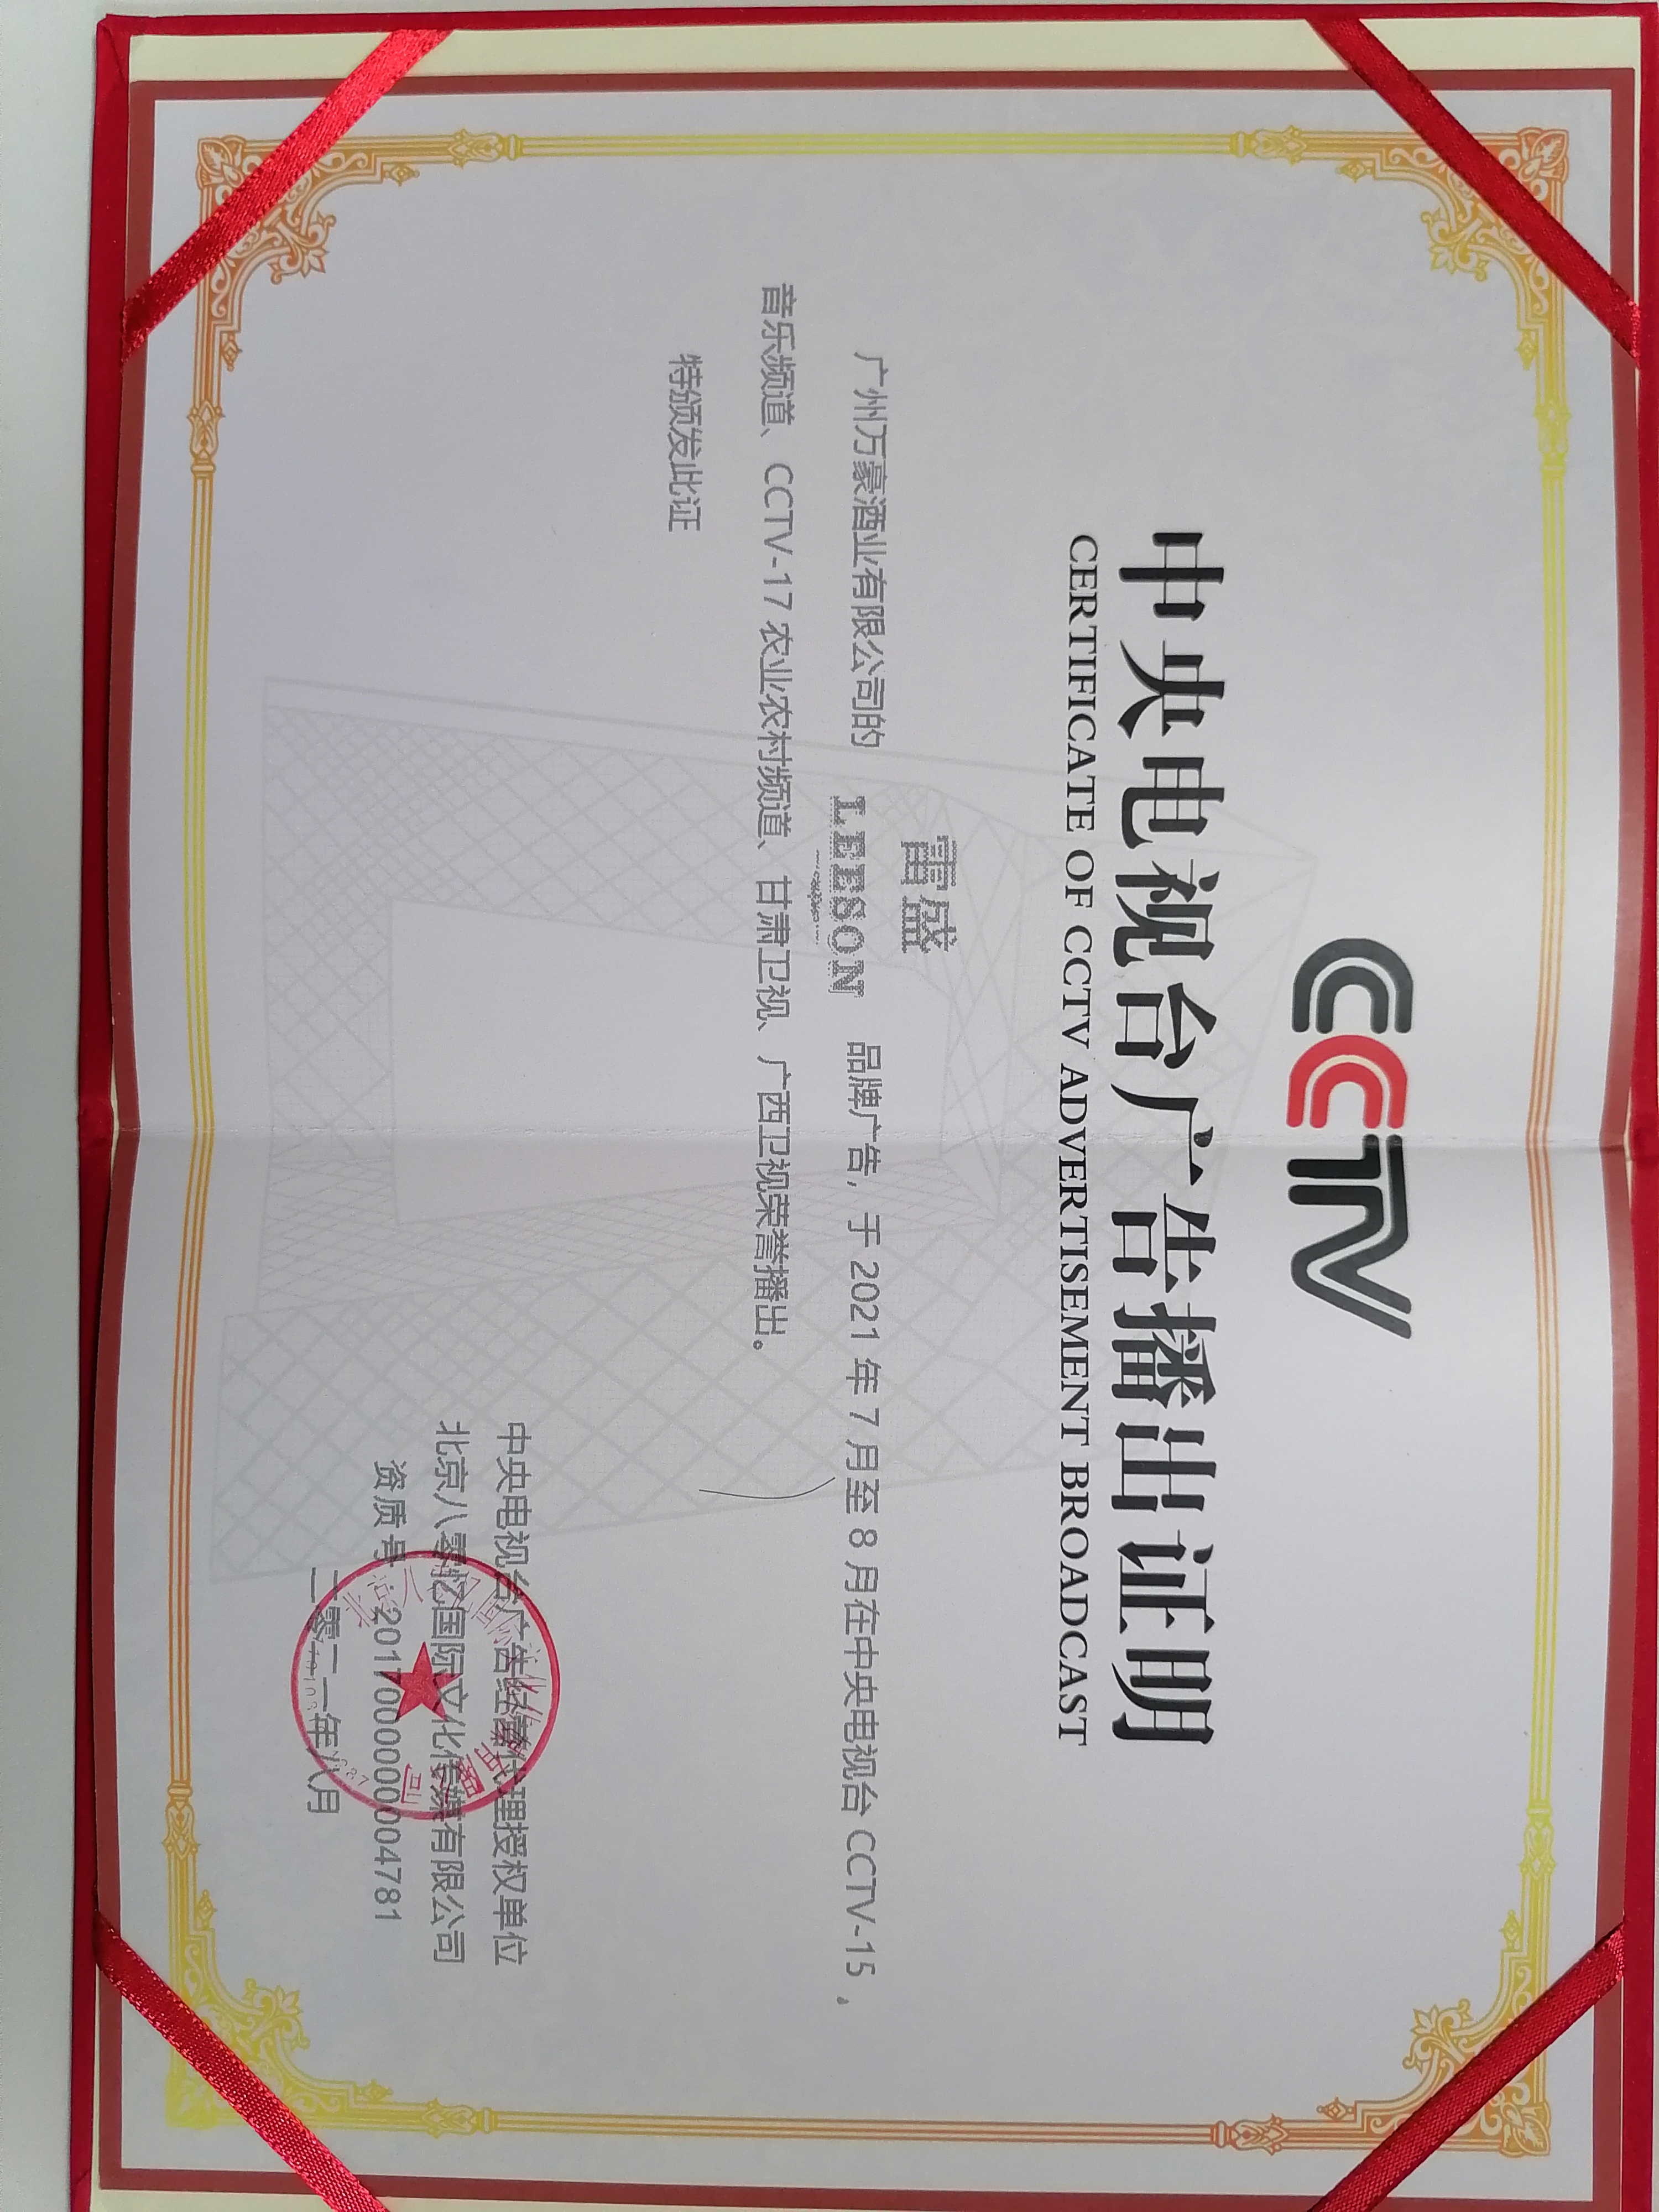 CCTV
中央电视台广告播出证明
CERTIFICATE OF CCTV ADVERTISEMENT BROADCAST
雷盛
广州万豪酒业有限公司的 LEESON 品牌广告，于 2021 年 7 月至 8 月在中央电视台 CCTV-15 ，
音乐频道、CCTV-17 农业农村频道、甘肃卫视、广西卫视荣誉播出。
特颁发此证
中央电视台广告经营代理授权单位
北京八零忆国际文化传媒有限公司
资质号 2017000000004781
二零二一年八月